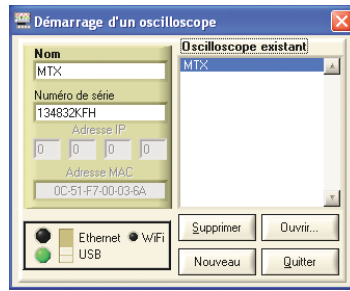 Démarrage d'un oscilloscope
Nom
MTX
Numéro de série
134832KFH
Adresse IP
0 0 0 0
Adresse MAC
0C-51-F7-00-03-6A
Oscilloscope existant
MTX
Ethernet WiFi
USB
Supprimer Ouvrir...
Nouveau Quitter